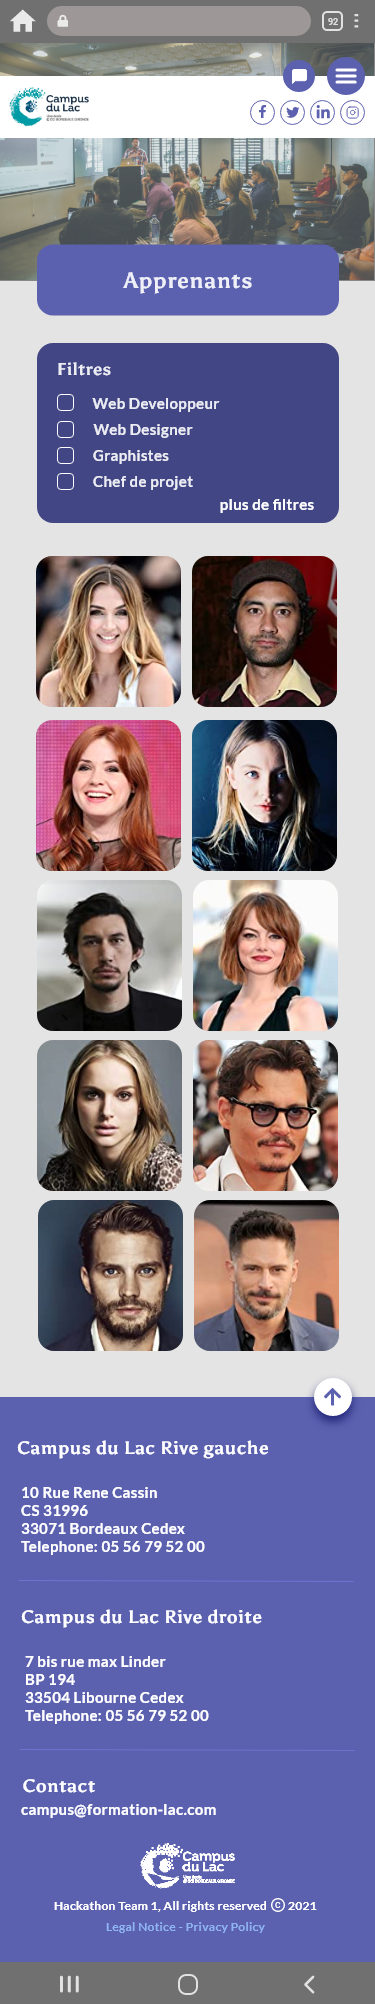 92
Campus
du Lac
Apprenants
Filtres
Web Developpeur
Web Designer
Graphistes
Chef de projet
plus de filtres
Campus du Lac Rive gauche
10 Rue Rene Cassin
CS 31996
33071 Bordeaux Cedex
Telephone: 05 56 79 52 00
Campus du Lac Rive droite
7 bis rue max Linder
BP 194
33504 Libourne Cedex
Telephone: 05 56 79 52 00
Contact
campus@formation-lac.com
Campus
du Lac
Hackathon Team 1, All rights reserved © 2021
Legal Notice - Privacy Policy